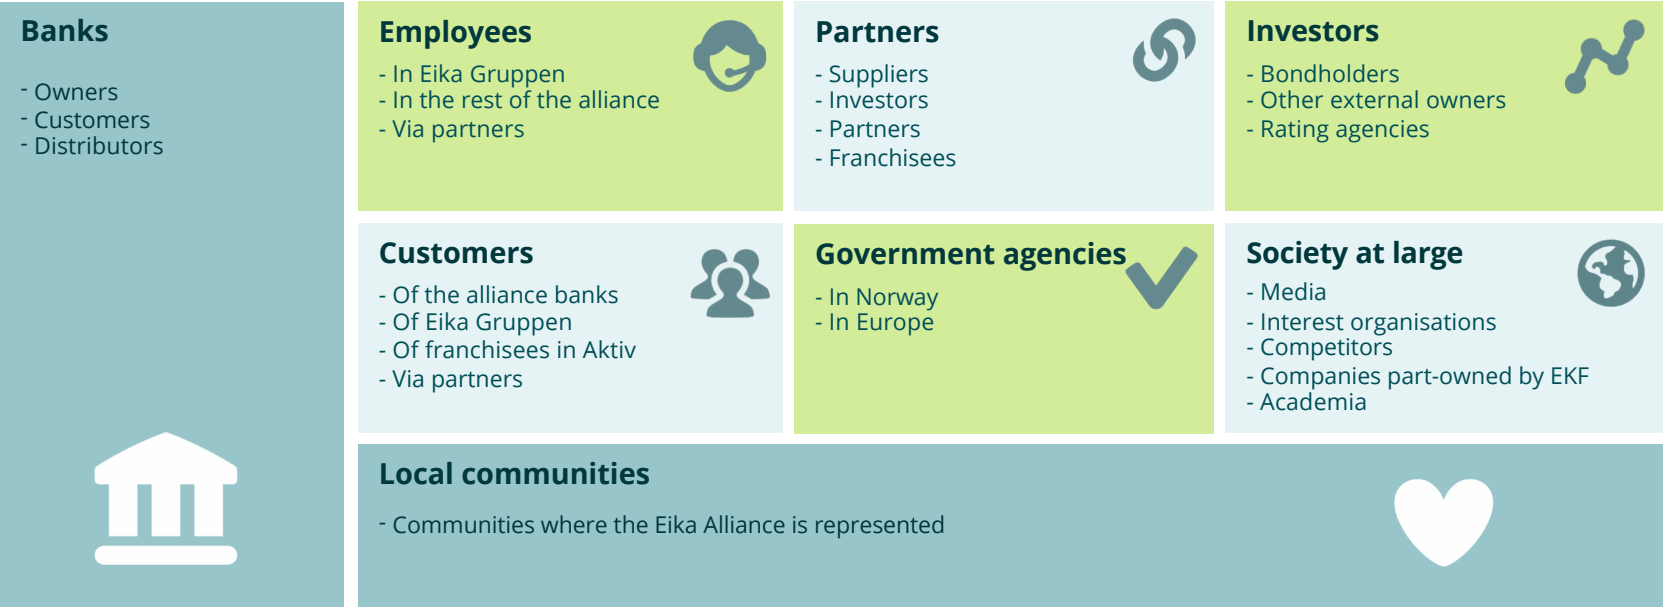 Banks
- Owners
- Customers
- Distributors
Employees
- In Eika Gruppen
- In the rest of the alliance
- Via partners
Partners
- Suppliers
- Investors
- Partners
- Franchisees
Investors
- Bondholders
- Other external owners
- Rating agencies
Customers
- Of the alliance banks
- Of Eika Gruppen
- Of franchisees in Aktiv
- Via partners
Government agencies
- In Norway
- In Europe
Society at large
- Media
- Interest organisations
- Competitors
- Companies part-owned by EKF
- Academia
Local communities
- Communities where the Eika Alliance is represented